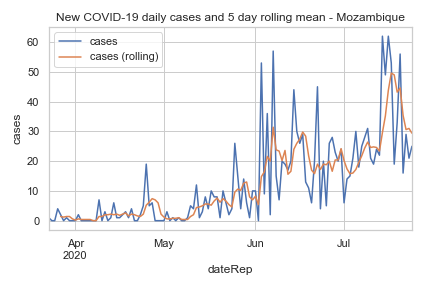 New COVID-19 daily cases and 5 day rolling mean - Mozambique
cases
cases (rolling)
cases
60
50
40
30
20
10
0
Apr
2020
May
Jun
Jul
dateRep